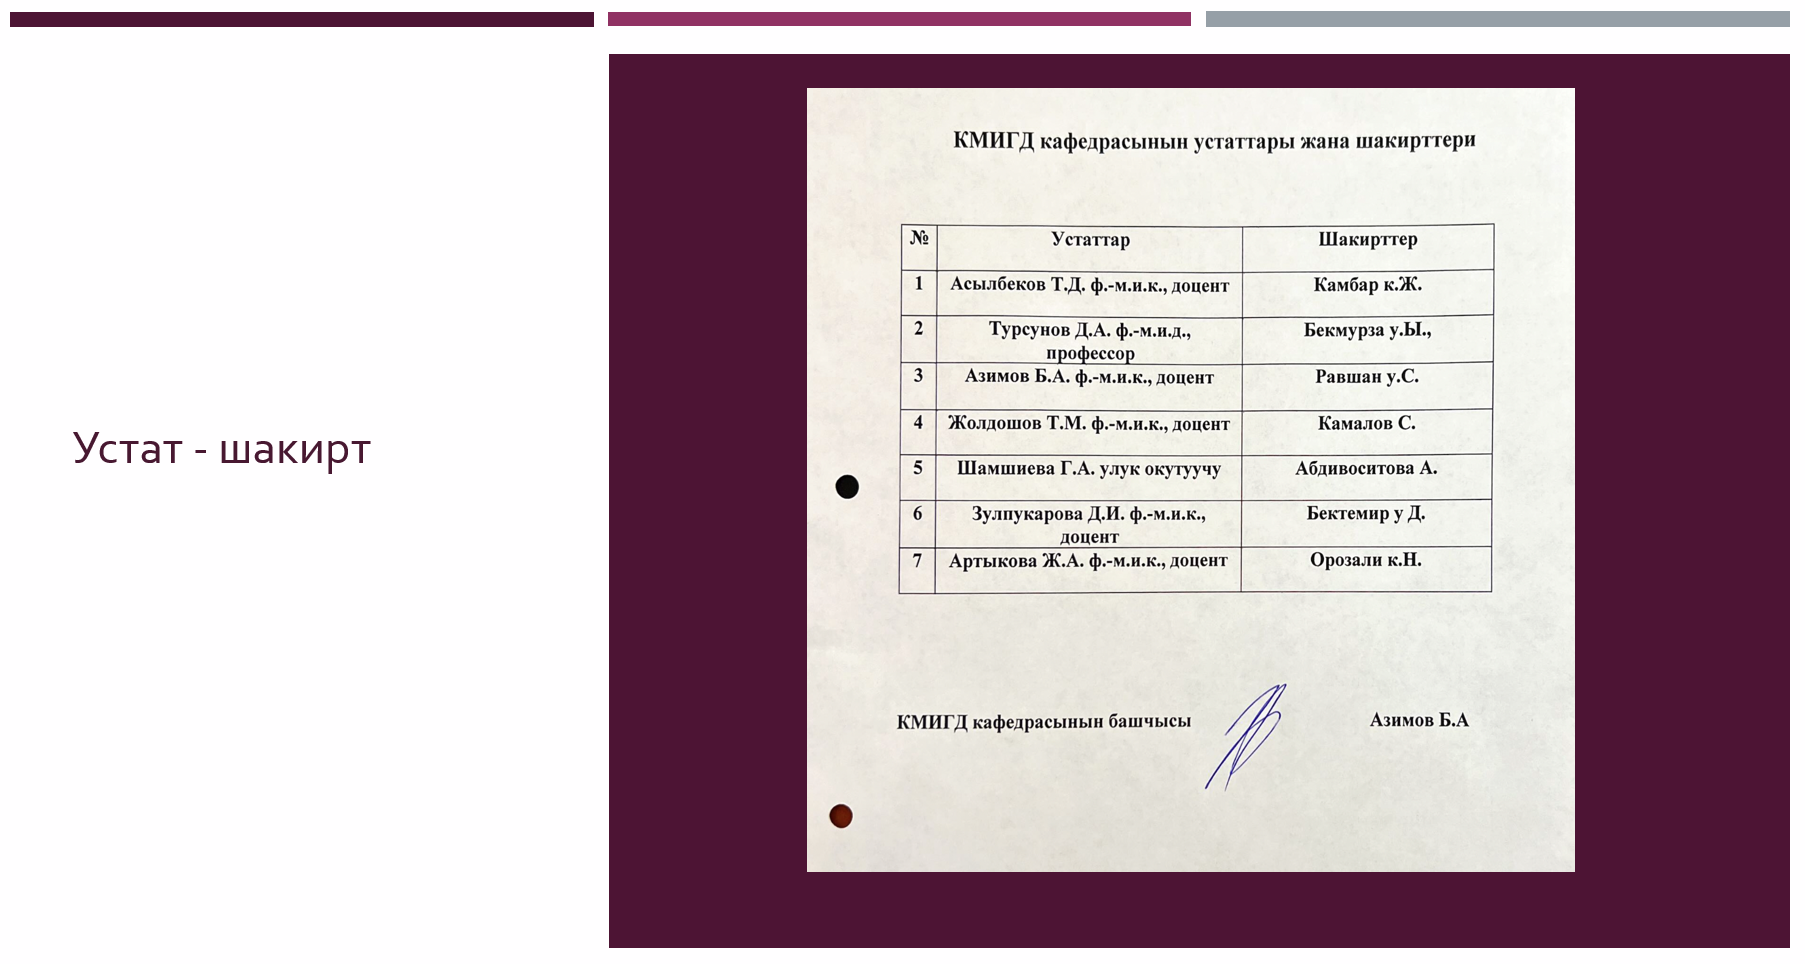 Устат - шакирт
КМИГД кафедрасынын устаттары жана шакирттери
№ Устаттар Шакирттер
1 Асылбеков Т.Д. ф.-м.и.к., доцент Камбар к.Ж.
2 Турсунов Д.А. ф.-м.и.д., Бекмурза у.Ы.,
профессор
3 Азимов Б.А. ф.-м.и.к., доцент Равшан у.С.
4 Жолдошов Т.М. ф.-м.и.к., доцент Камалов С.
5 Шамшиева Г.А. улук окутуучу Абдивоситова А.
6 Зулпукарова Д.И. ф.-м.и.к., Бектемир у Д.
доцент
7 Артыкова Ж.А. ф.-м.и.к., доцент Орозали к.Н.
КМИГД кафедрасынын башчысы Азимов Б.А